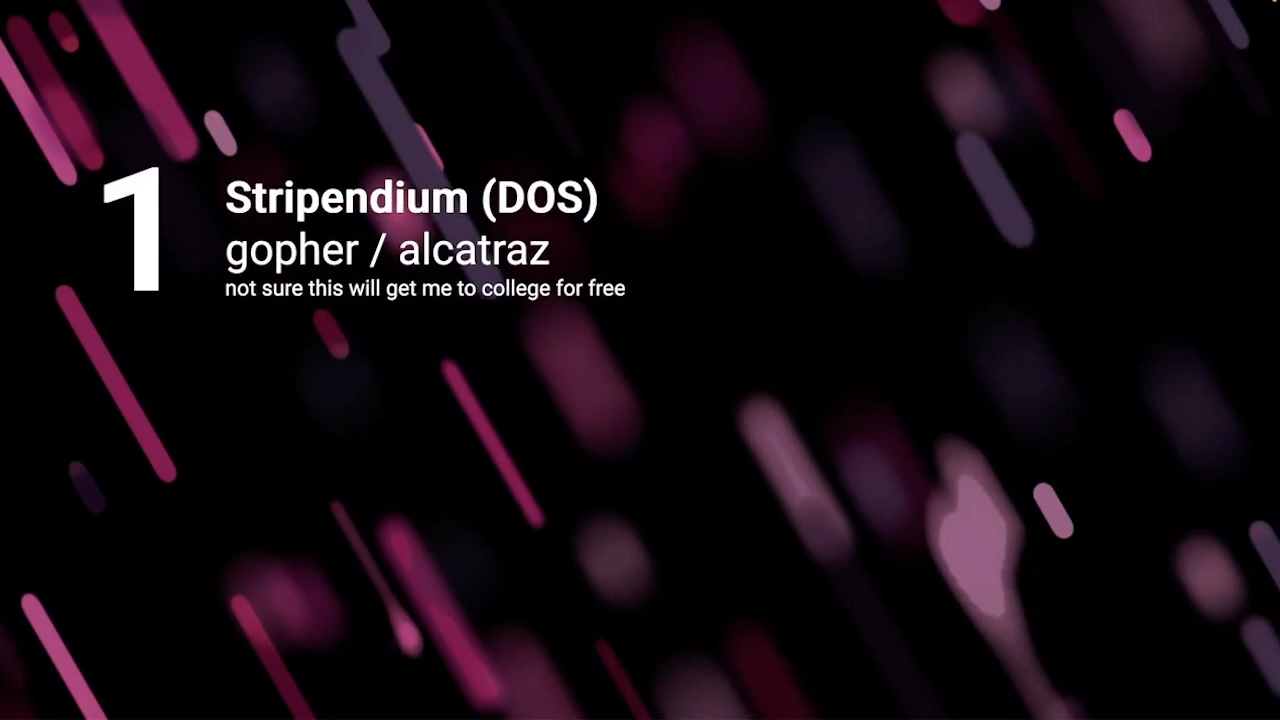 1
Stripendium (DOS)
gopher / alcatraz
not sure this will get me to college for free